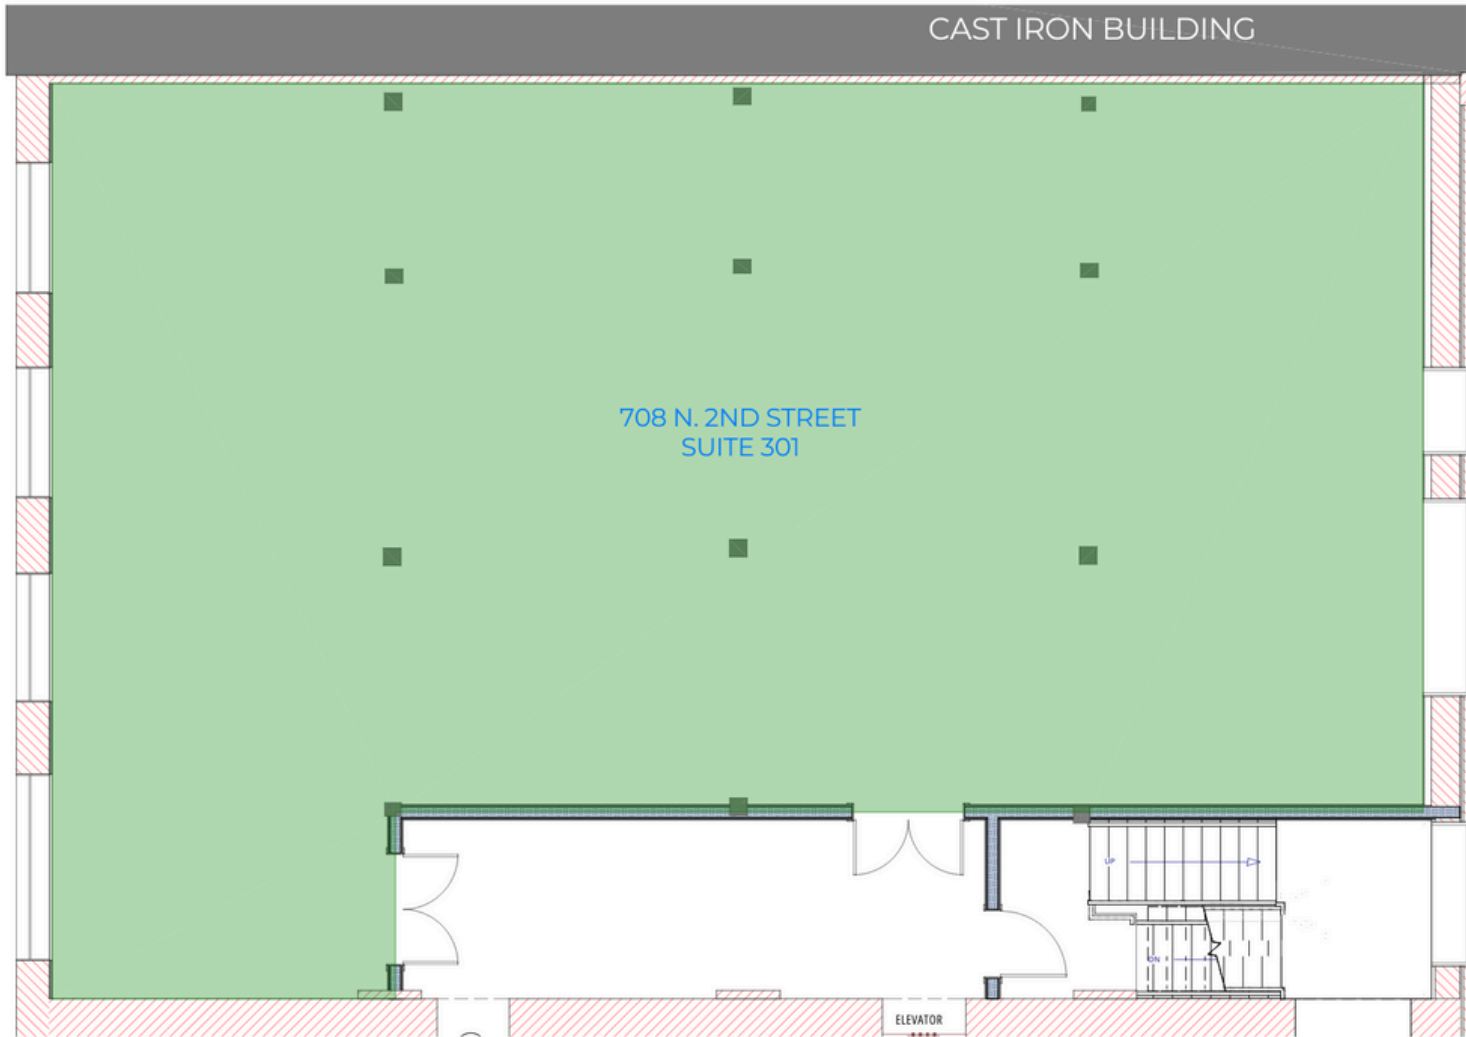 CAST IRON BUILDING
708 N. 2ND STREET
SUITE 301
UP
DN
ELEVATOR